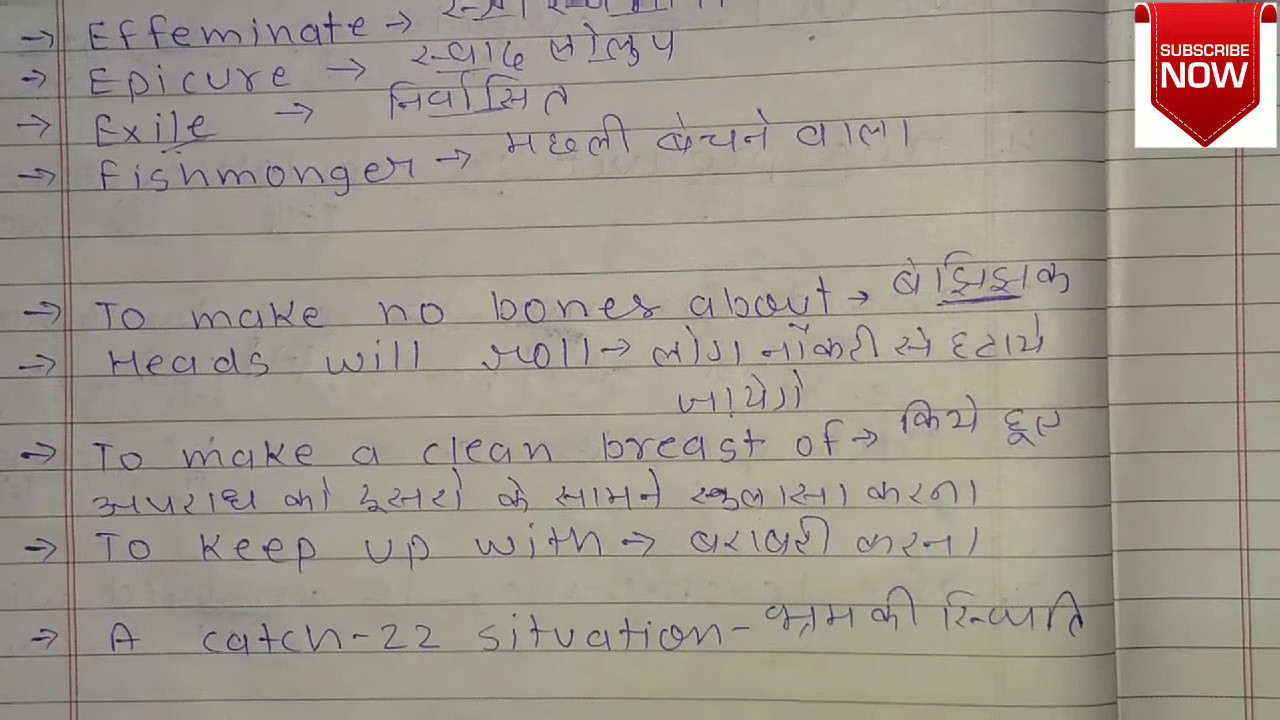 → Effeminate →
→ Epicure → स्वाद लोलुप
→ Exile → निर्वासित
→ Fishmonger → मछली बेचने वाला
→ To make no bones about → बेझिझक
→ Heads will roll → लोग नौकरी से हटाये
जायेगें
→ To make a clean breast of → किये हुए
अपराध को दूसरों के सामने खुलासा करना
→ To keep up with → बराबरी करना
→ A catch-22 situation - भ्रम की स्थिति
SUBSCRIBE
NOW